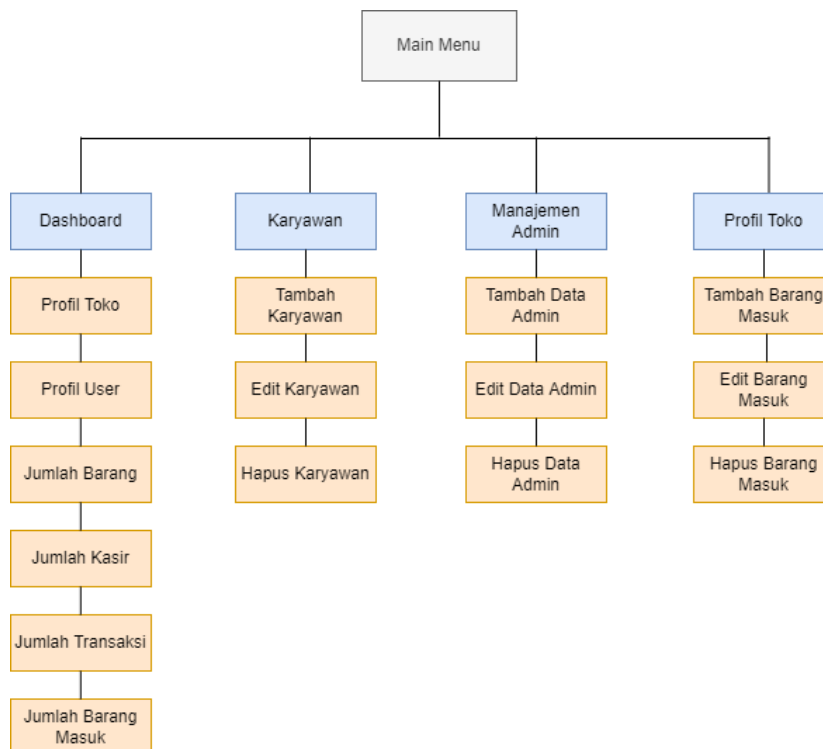 Main Menu
Dashboard
Karyawan
Manajemen
Admin
Profil Toko
Profil Toko
Tambah
Karyawan
Tambah Data
Admin
Tambah Barang
Masuk
Profil User
Edit Karyawan
Edit Data Admin
Edit Barang
Masuk
Jumlah Barang
Hapus Karyawan
Hapus Data
Admin
Hapus Barang
Masuk
Jumlah Kasir
Jumlah Transaksi
Jumlah Barang
Masuk